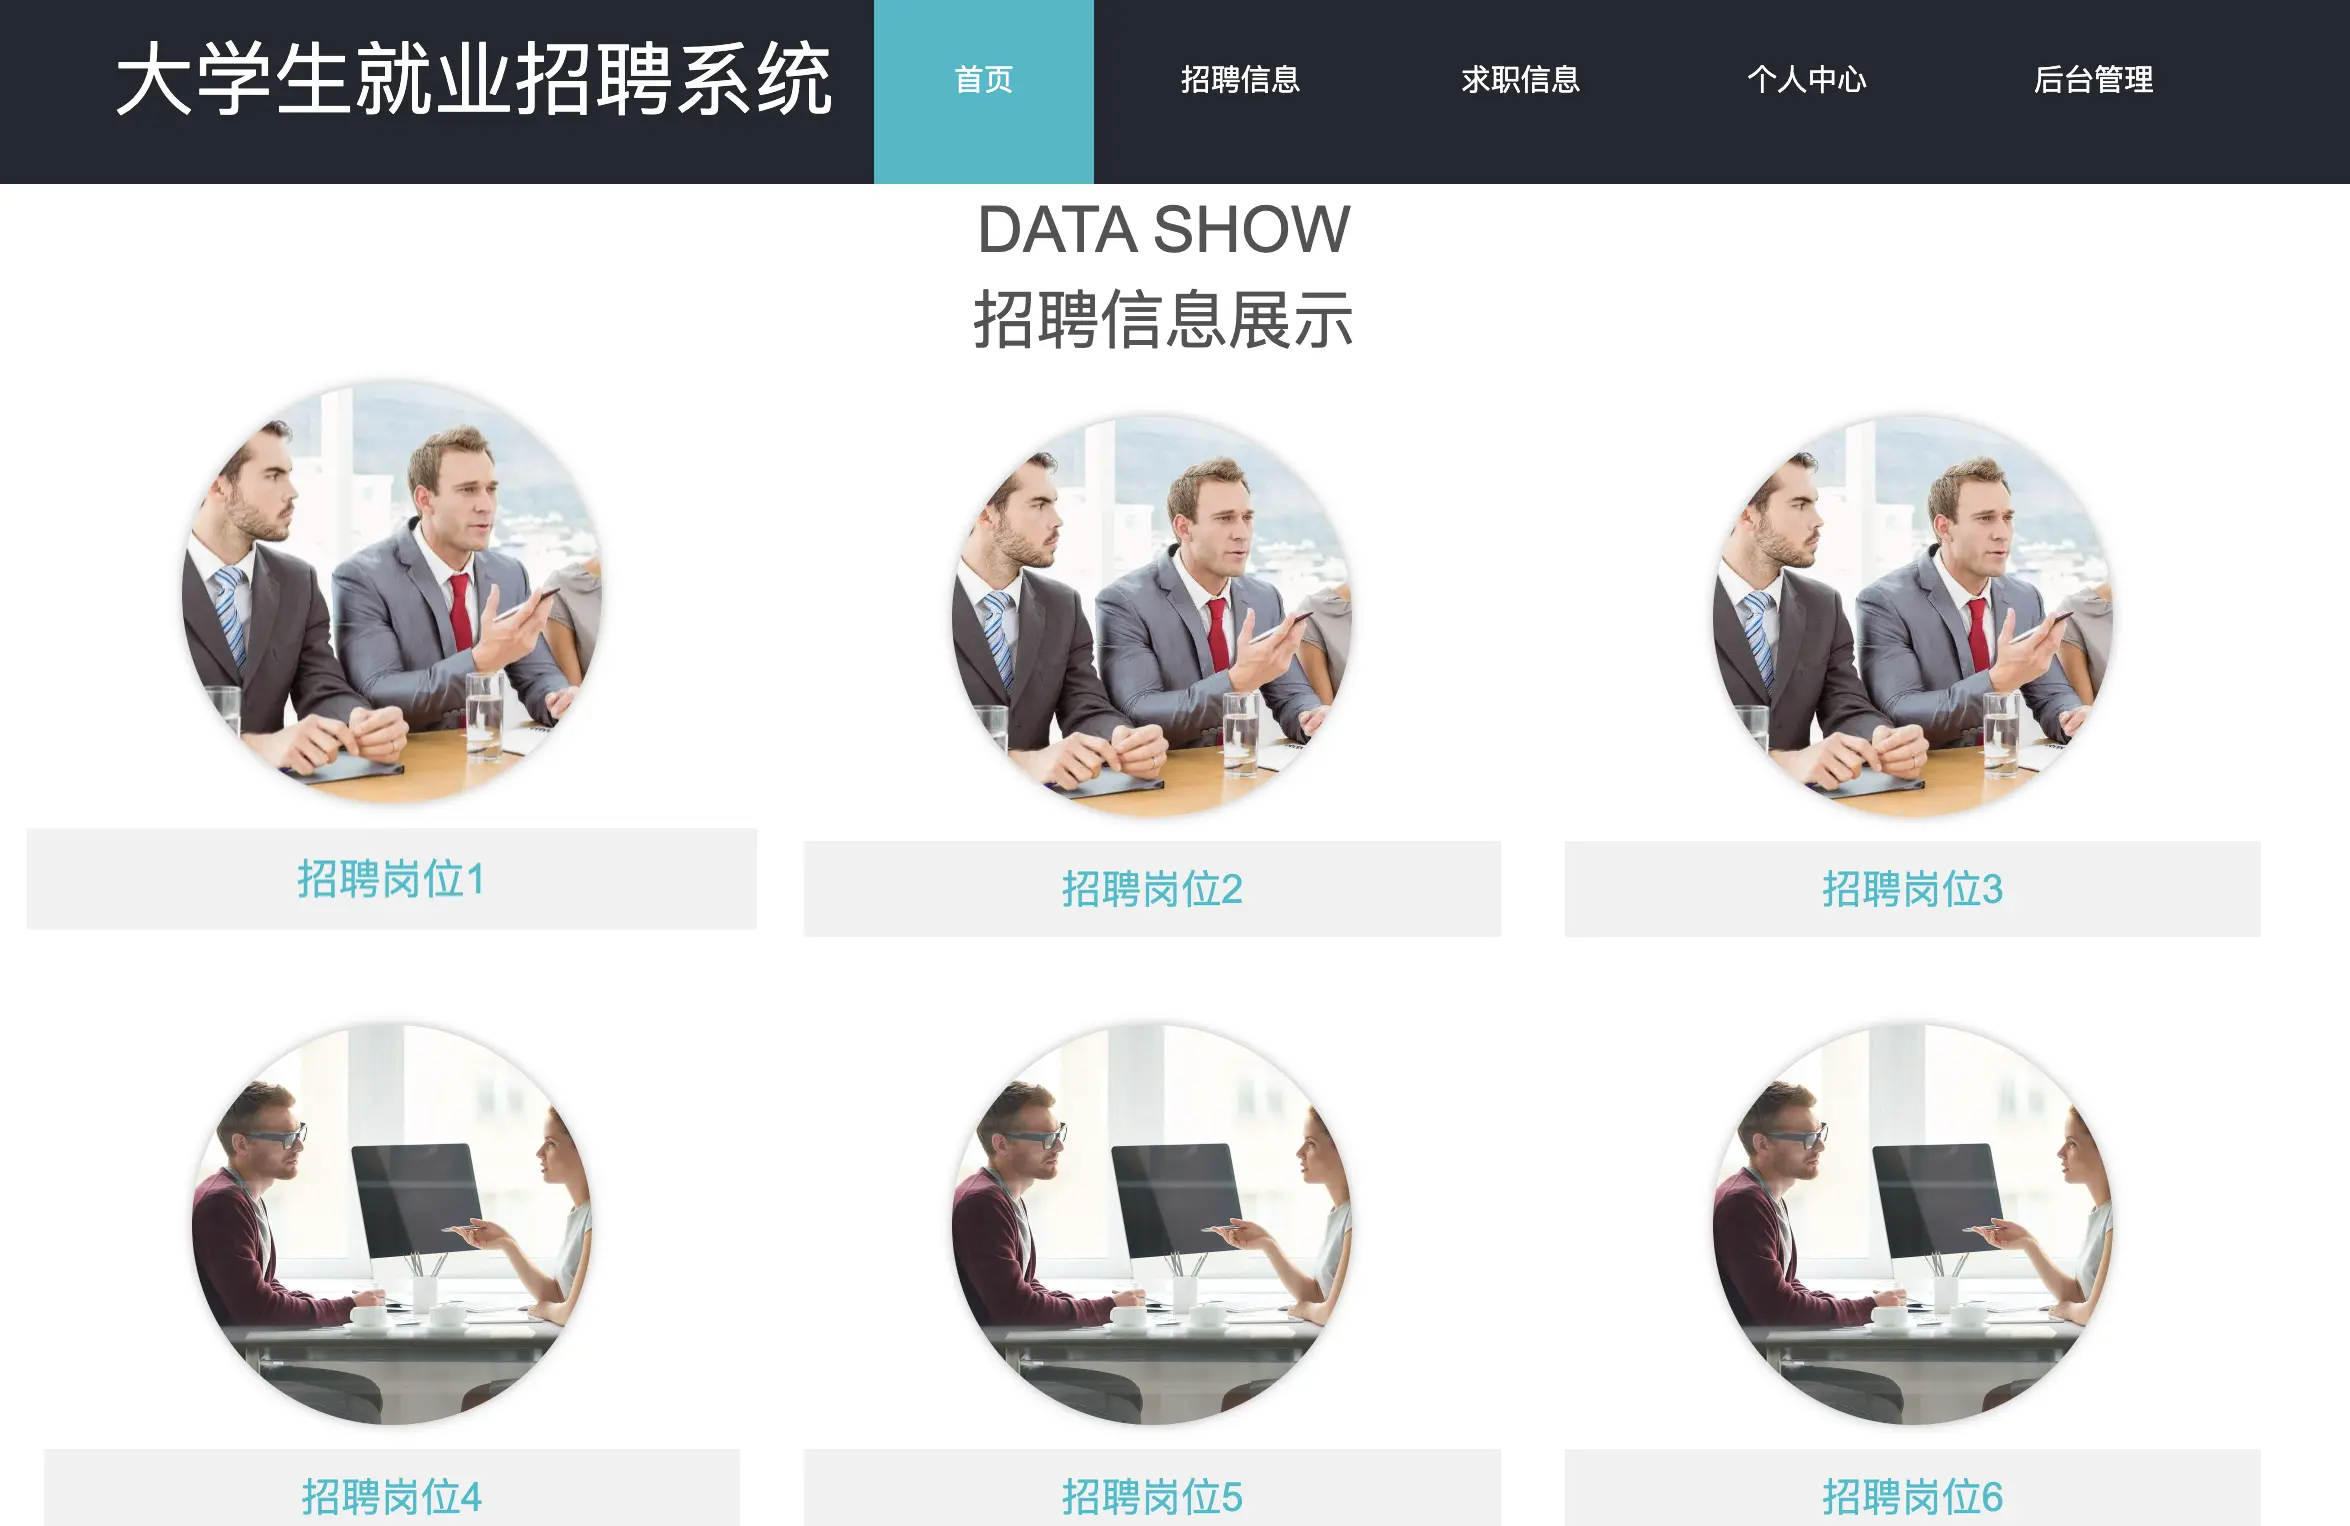 大学生就业招聘系统
首页
招聘信息
求职信息
个人中心
后台管理
DATA SHOW
招聘信息展示
招聘岗位1
招聘岗位2
招聘岗位3
招聘岗位4
招聘岗位5
招聘岗位6